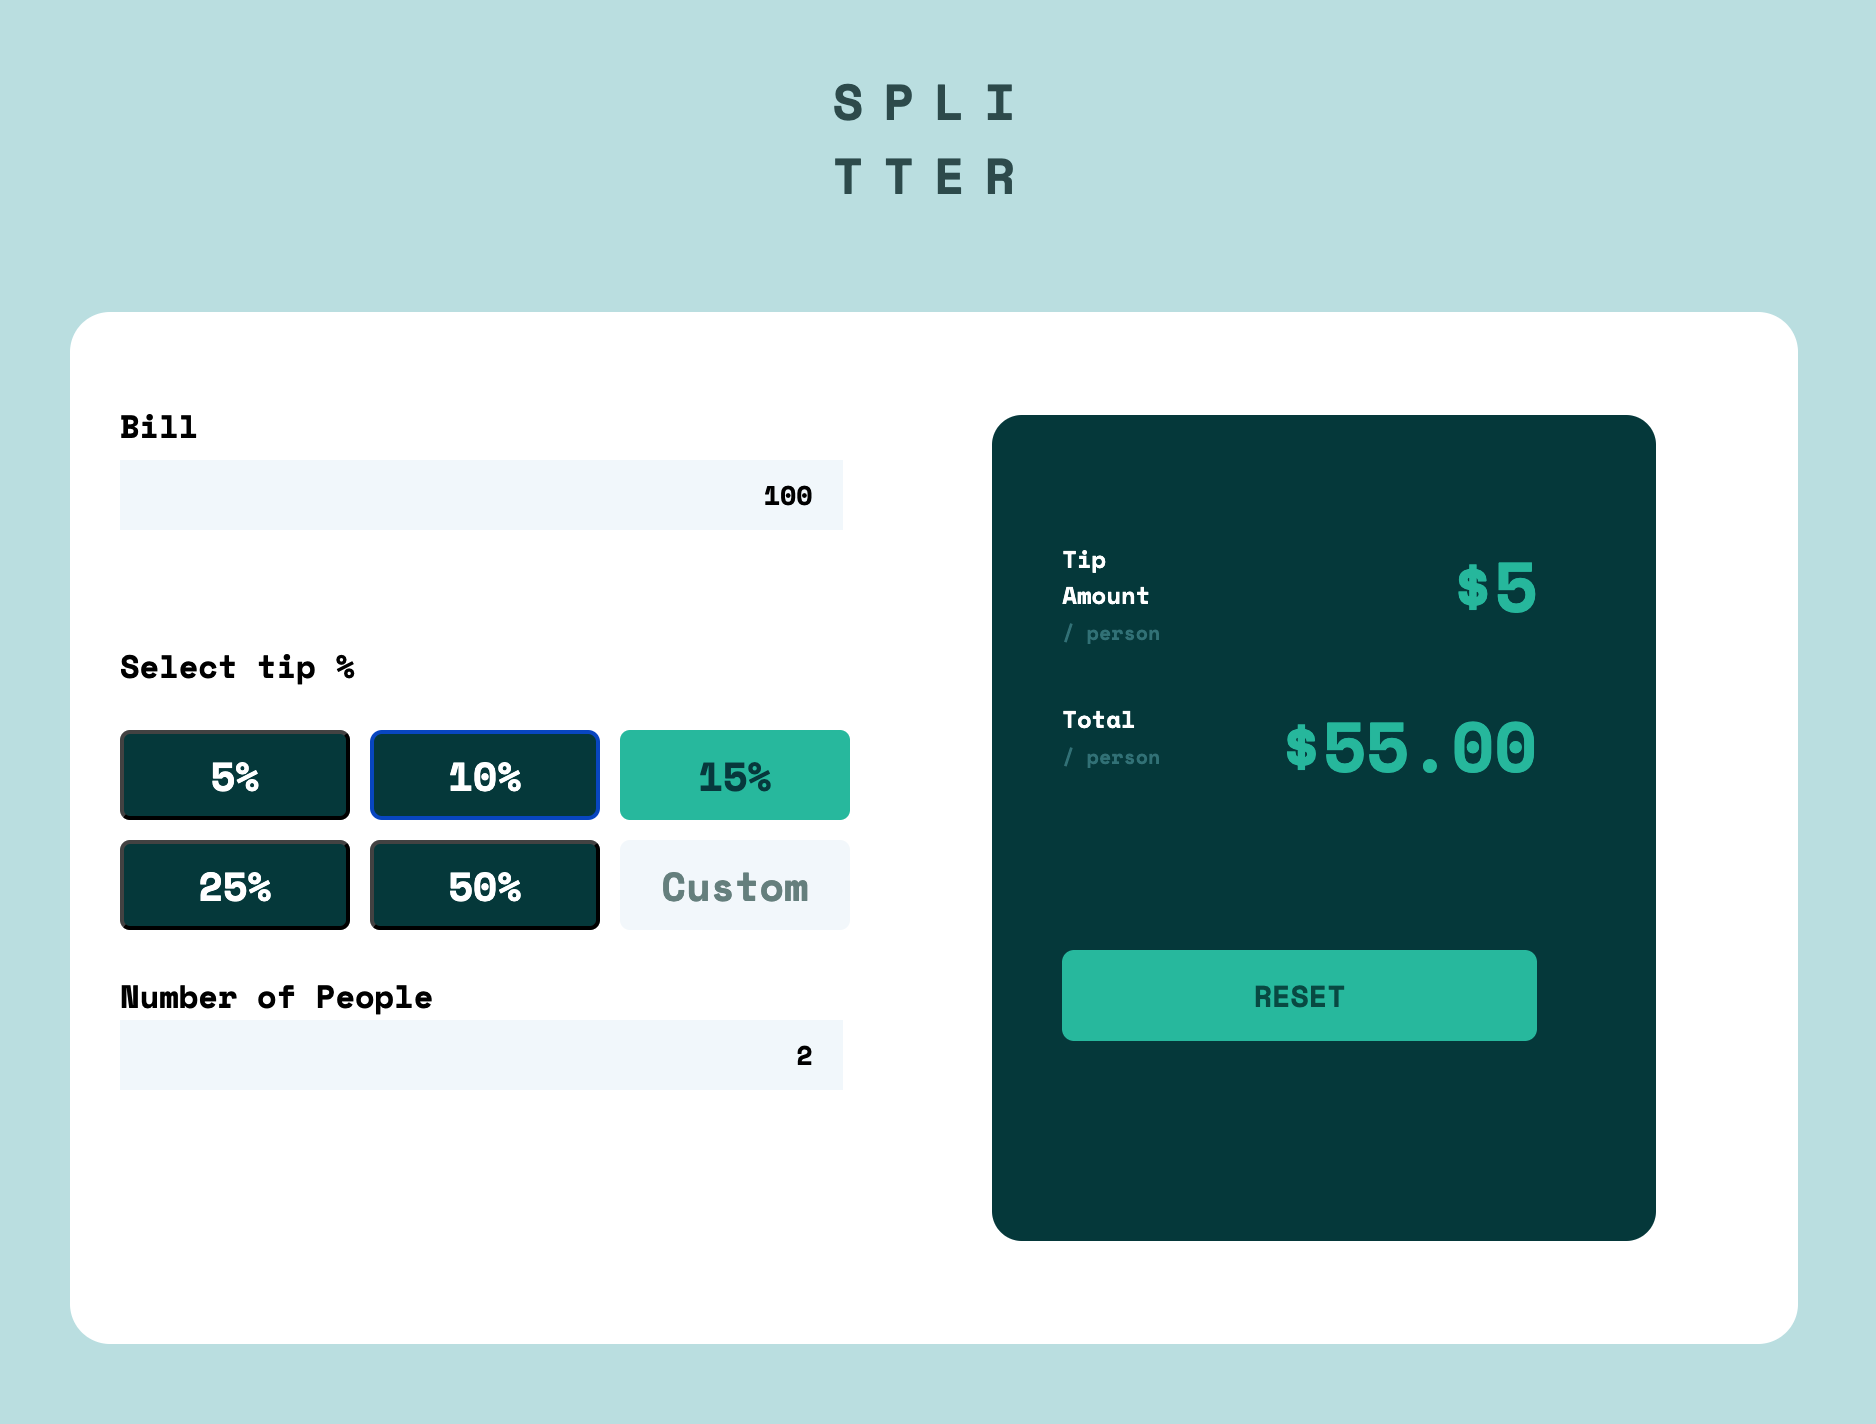 SPLI
TTER
Bill
100
Select tip %
5%
10%
15%
25%
50%
Custom
Number of People
2
Tip
Amount
/ person
$5
Total
/ person
$55.00
RESET